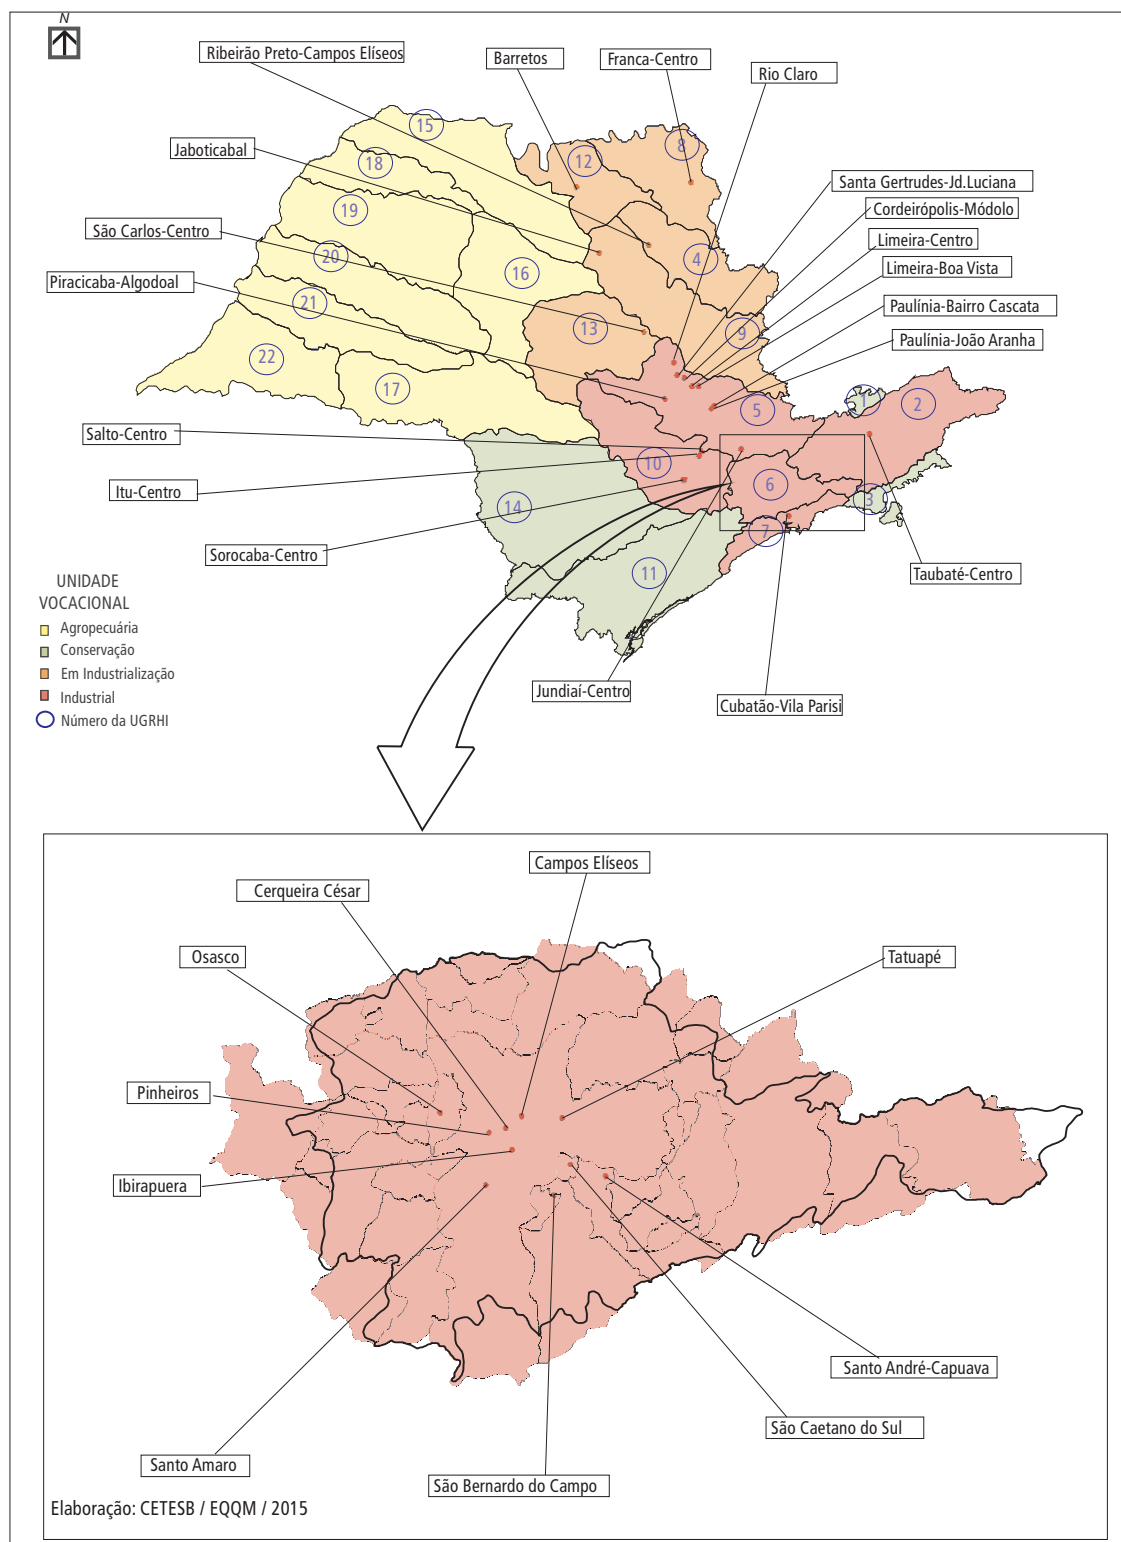 N
Ribeirão Preto-Campos Elíseos
Barretos
Franca-Centro
Rio Claro
Jaboticabal
São Carlos-Centro
Piracicaba-Algodoal
Santa Gertrudes-Jd.Luciana
Cordeirópolis-Módolo
Limeira-Centro
Limeira-Boa Vista
Paulínia-Bairro Cascata
Paulínia-João Aranha
15
18
19
20
21
22
17
16
12
8
4
13
9
5
1
2
10
6
3
14
7
11
Salto-Centro
Itu-Centro
Sorocaba-Centro
Taubaté-Centro
Jundiaí-Centro
Cubatão-Vila Parisi
UNIDADE
VOCACIONAL
Agropecuária
Conservação
Em Industrialização
Industrial
Número da UGRHI
Campos Elíseos
Cerqueira César
Osasco
Tatuapé
Pinheiros
Ibirapuera
Santo André-Capuava
São Caetano do Sul
Santo Amaro
São Bernardo do Campo
Elaboração: CETESB / EQQM / 2015